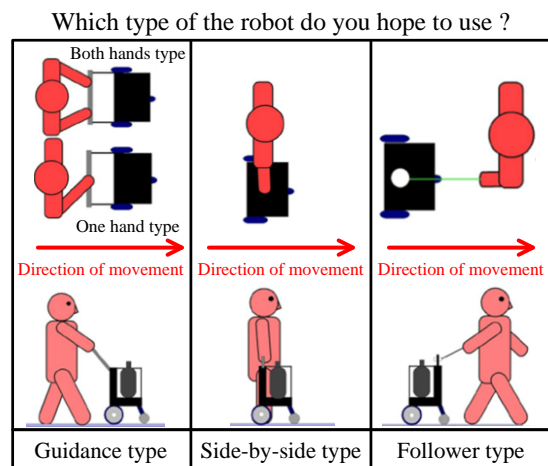 Which type of the robot do you hope to use ?
Both hands type
One hand type
Direction of movement
Direction of movement
Direction of movement
Guidance type
Side-by-side type
Follower type